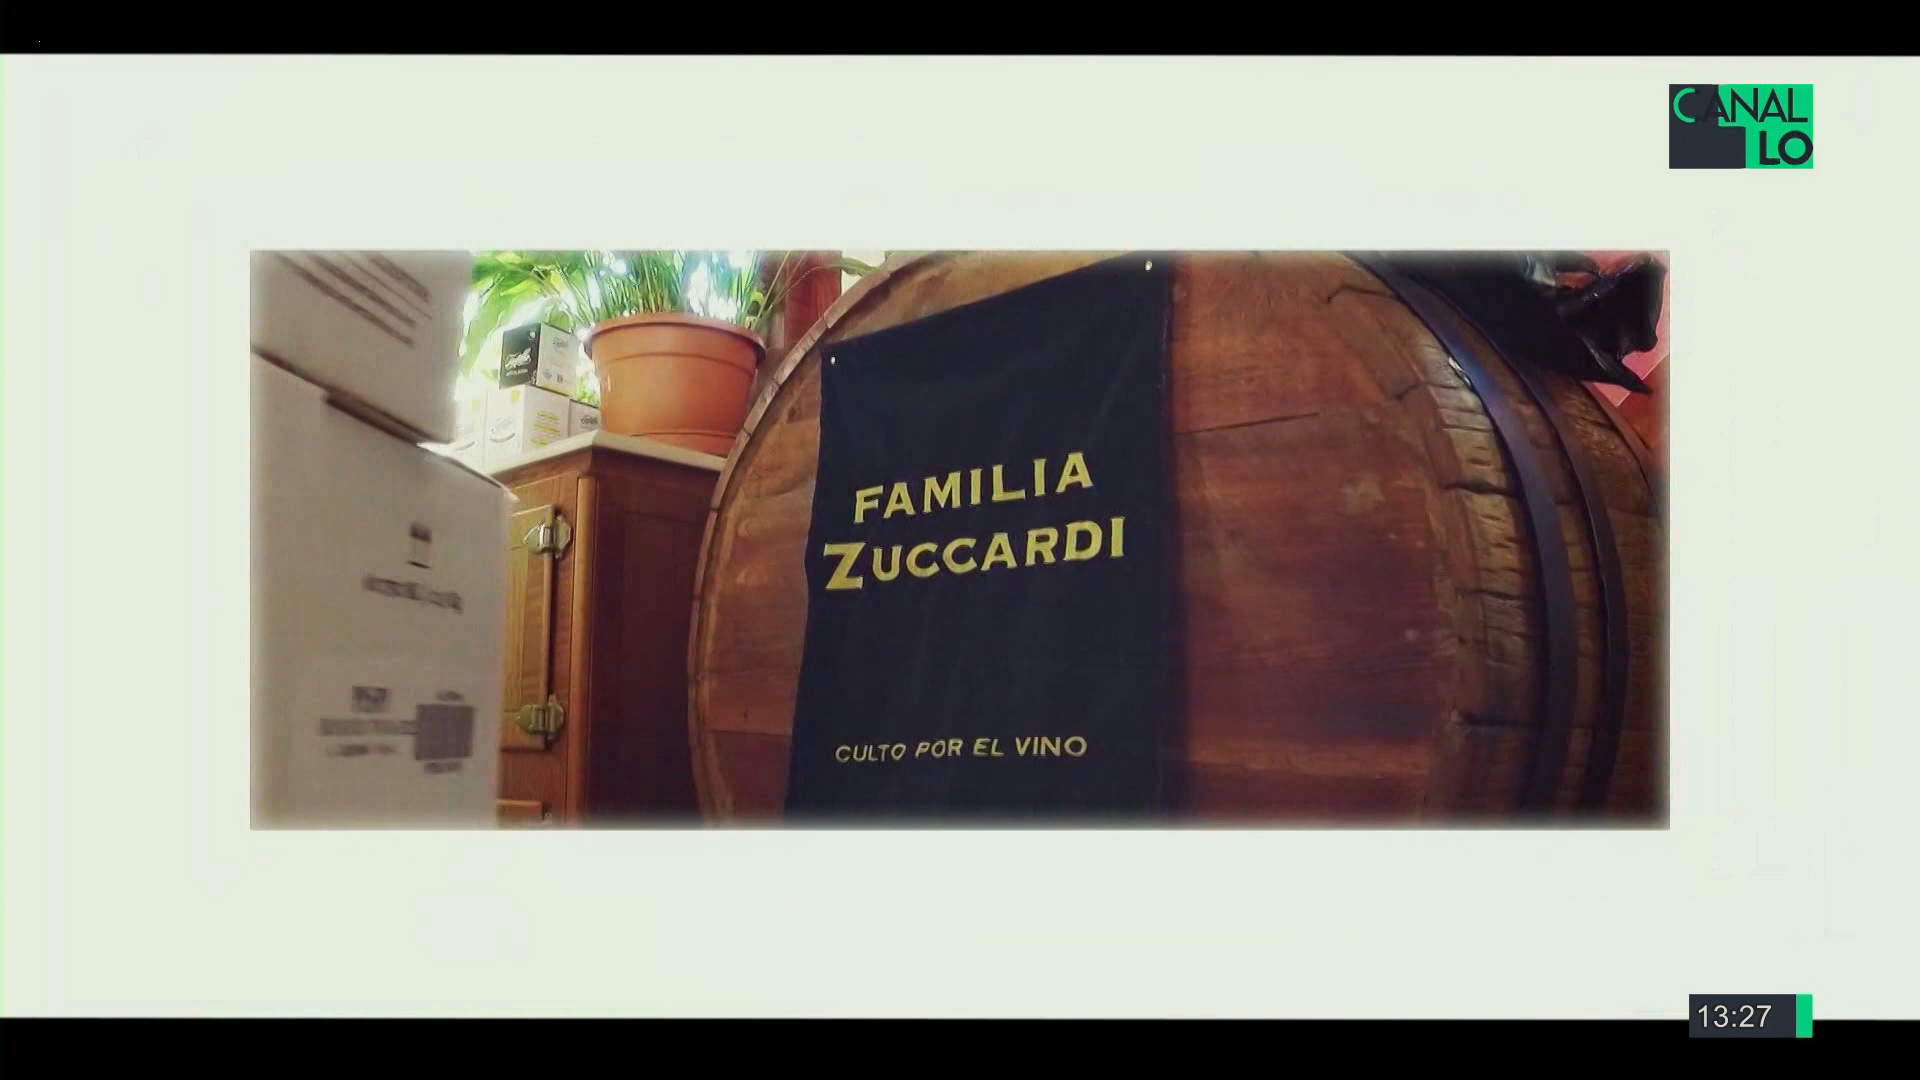 CANAL
LO
FAMILIA
ZUCCARDI
CULTO POR EL VINO
13:27